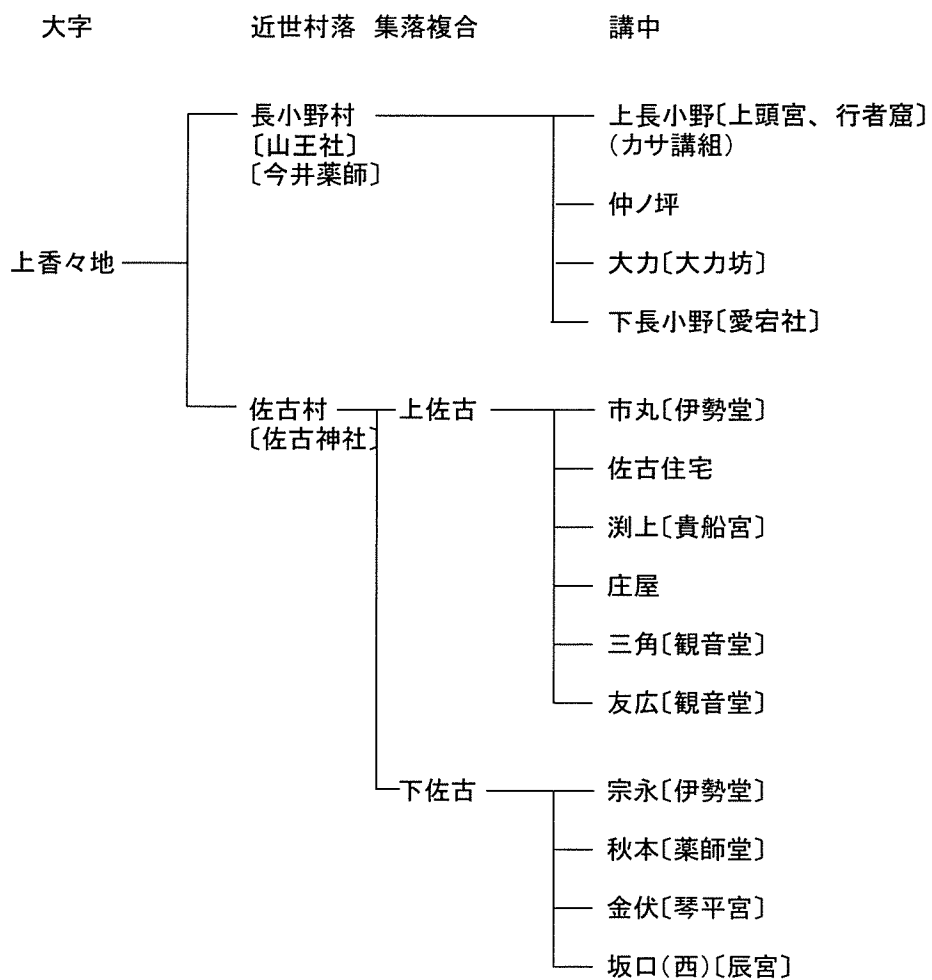 大字 近世村落 集落複合 講中
長小野村
〔山王社〕
〔今井薬師〕
上長小野〔上頭宮、行者窟〕
(カサ講組)
仲ノ坪
上香々地
大力〔大力坊〕
下長小野〔愛宕社〕
佐古村
〔佐古神社〕
上佐古
市丸〔伊勢堂〕
佐古住宅
渕上〔貴船宮〕
庄屋
三角〔観音堂〕
友広〔観音堂〕
下佐古
宗永〔伊勢堂〕
秋本〔薬師堂〕
金伏〔琴平宮〕
坂口(西)〔辰宮〕